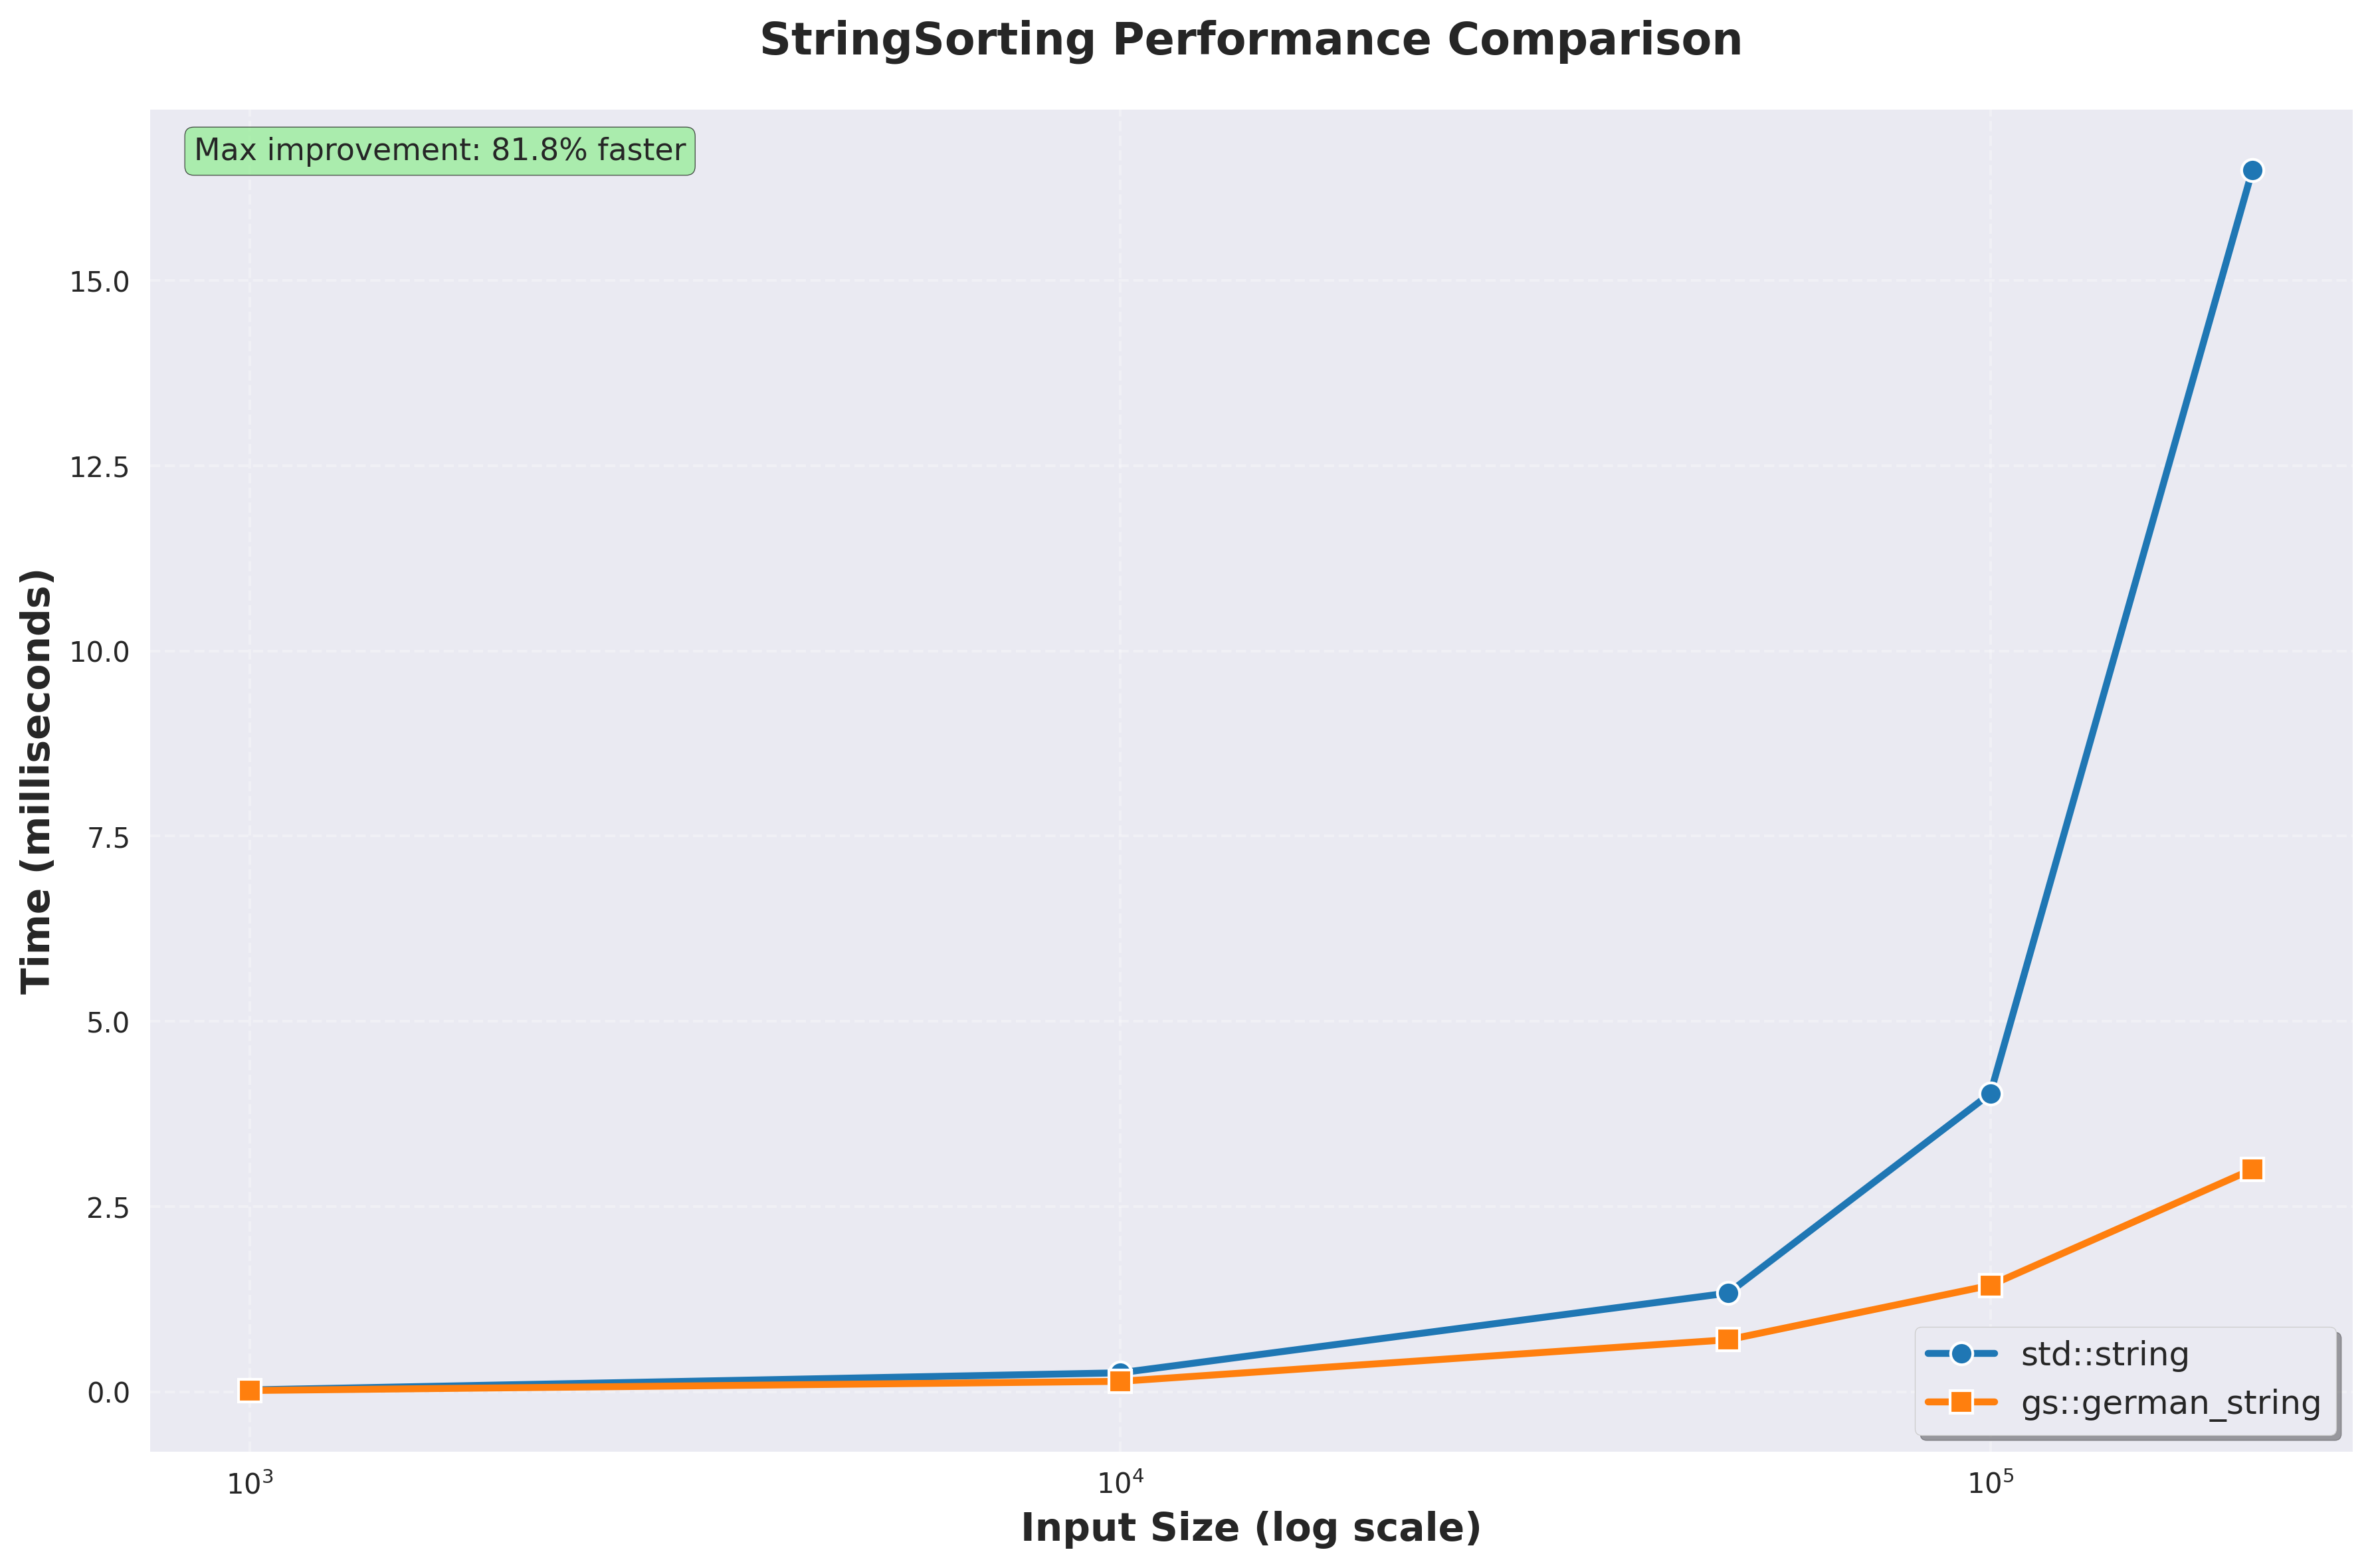 StringSorting Performance Comparison
Max improvement: 81.8% faster
Time (milliseconds)
15.0
12.5
10.0
7.5
5.0
2.5
0.0
std::string
gs::german_string
10³ 10⁴ 10⁵
Input Size (log scale)